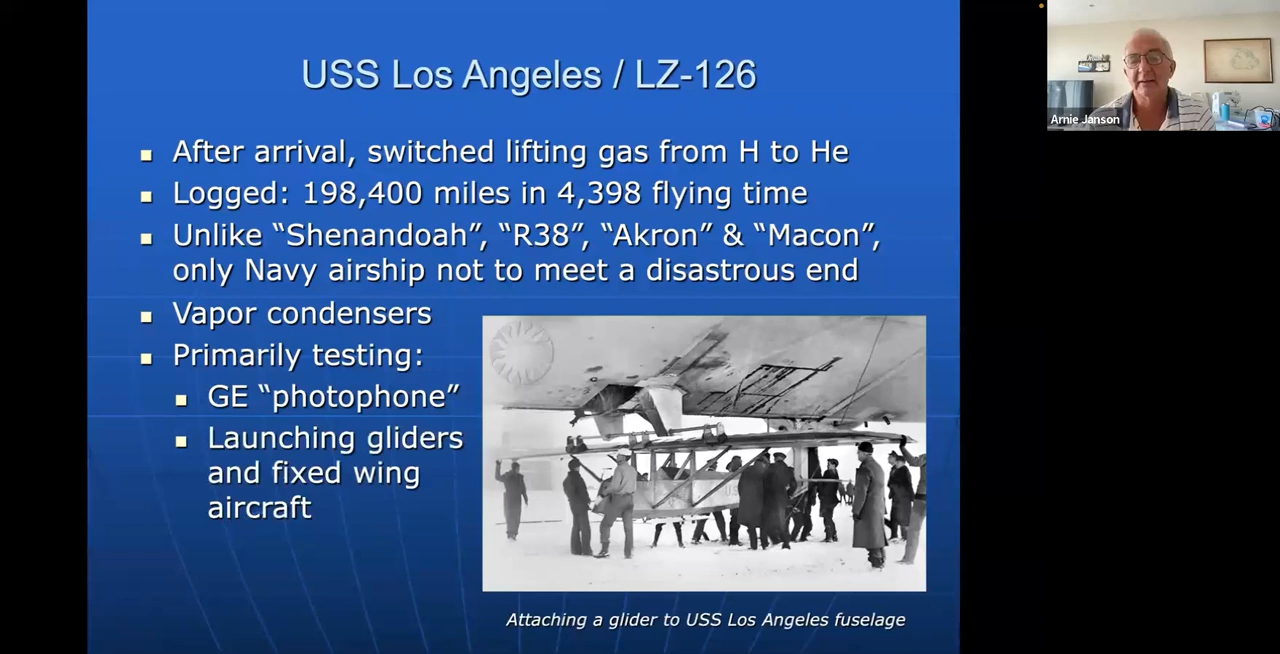 USS Los Angeles / LZ-126
After arrival, switched lifting gas from H to He
Logged: 198,400 miles in 4,398 flying time
Unlike “Shenandoah”, “R38”, “Akron” & “Macon”,
only Navy airship not to meet a disastrous end
Vapor condensers
Primarily testing:
GE “photophone”
Launching gliders
and fixed wing
aircraft
Attaching a glider to USS Los Angeles fuselage
Arnie Janson